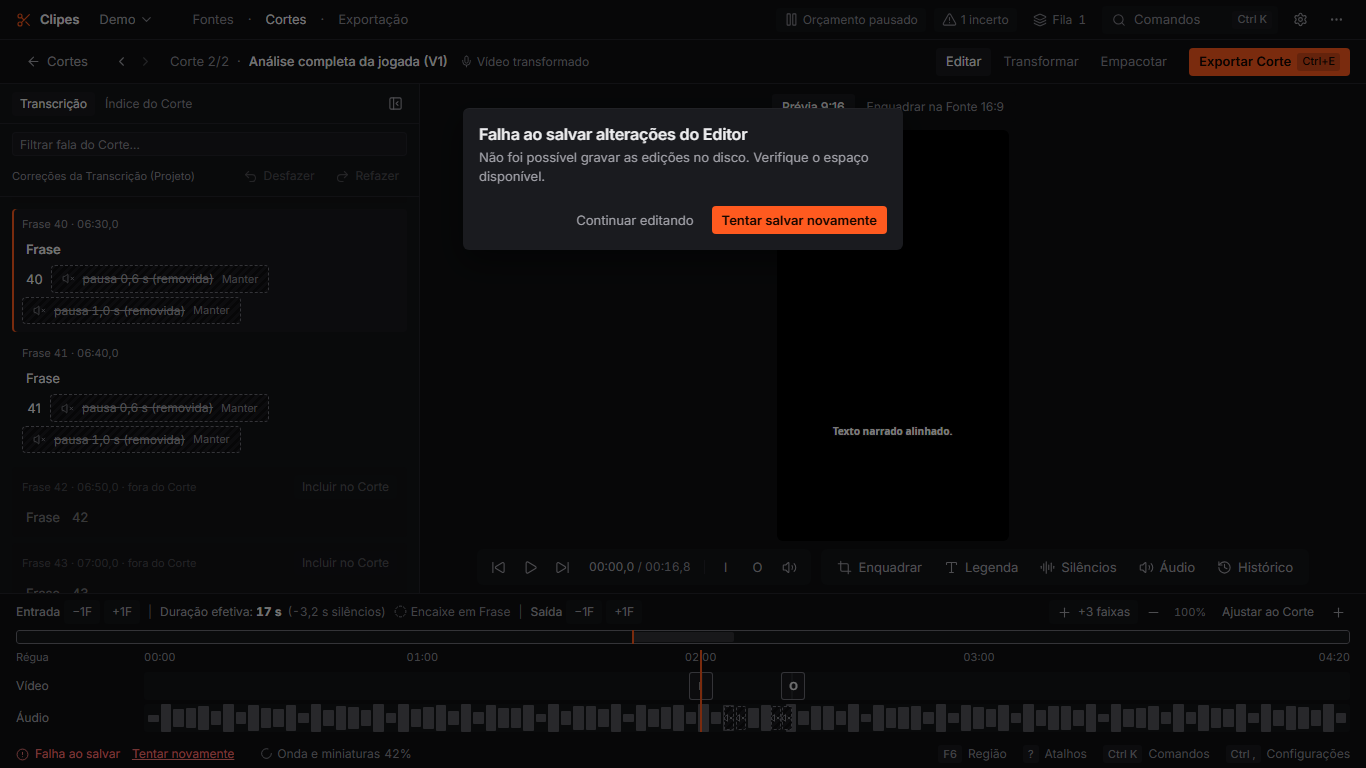 Clipes Demo Fontes · Cortes · Exportação Orçamento pausado 1 incerto Fila 1 Comandos Ctrl K
Cortes Corte 2/2 · Análise completa da jogada (V1) Vídeo transformado Editar Transformar Empacotar Exportar Corte Ctrl+E
Transcrição Índice do Corte
Prévia 9:16 Enquadrar na Fonte 16:9
Filtrar fala do Corte...
Correções da Transcrição (Projeto) Desfazer Refazer
Frase 40 · 06:30,0
Frase
40 pausa 0,6 s (removida) Manter
pausa 1,0 s (removida) Manter
Frase 41 · 06:40,0
Frase
41 pausa 0,6 s (removida) Manter
pausa 1,0 s (removida) Manter
Frase 42 · 06:50,0 · fora do Corte Incluir no Corte
Frase 42
Frase 43 · 07:00,0 · fora do Corte Incluir no Corte
Frase 43
Falha ao salvar alterações do Editor
Não foi possível gravar as edições no disco. Verifique o espaço
disponível.
Continuar editando Tentar salvar novamente
Texto narrado alinhado.
00:00,0 / 00:16,8 I O Enquadrar Legenda Silêncios Áudio Histórico
Entrada −1F +1F Duração efetiva: 17 s (−3,2 s silêncios) Encaixe em Frase Saída −1F +1F +3 faixas 100% Ajustar ao Corte
Régua 00:00 01:00 02:00 03:00 04:20
Vídeo I O
Áudio
Falha ao salvar Tentar novamente Onda e miniaturas 42% F6 Região ? Atalhos Ctrl K Comandos Ctrl , Configurações